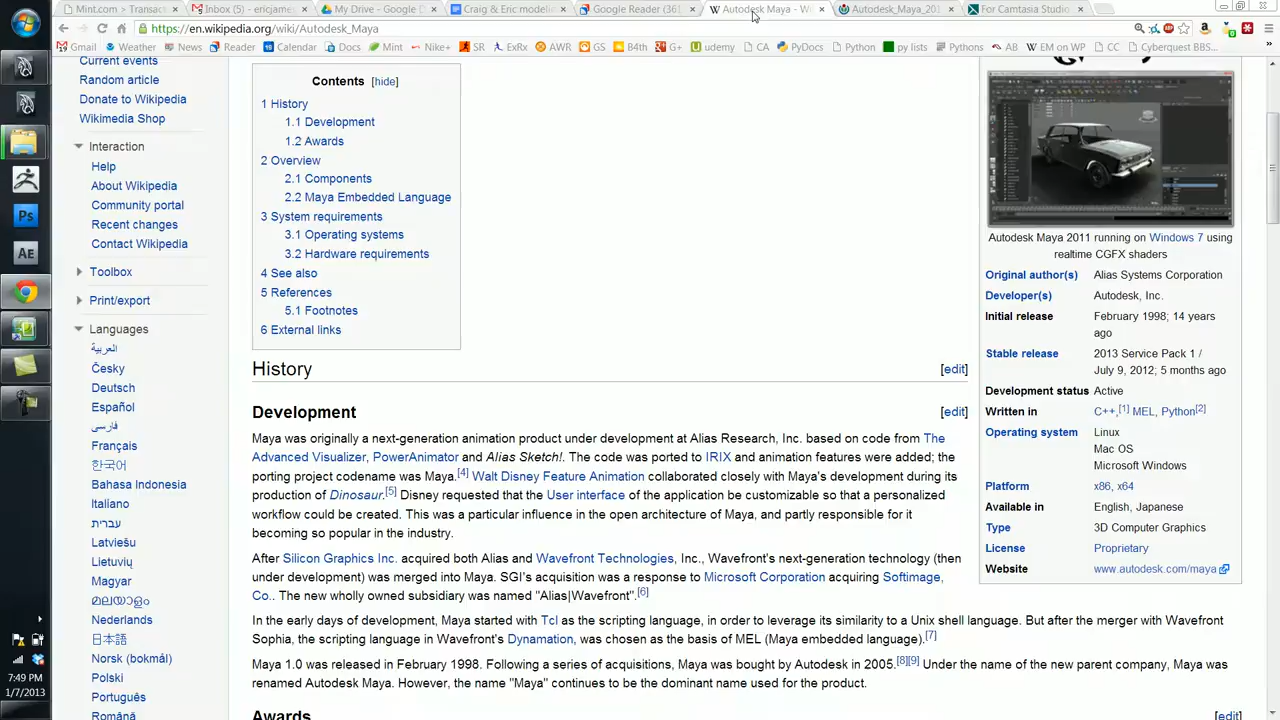 Mint.com : Transact
Inbox (5) - ericjame
My Drive - Google D
Craig & Eric modelin
Google Reader (361
Autodesk Maya - Wi
Autodesk_Maya_201
For Camtasia Studio
https://en.wikipedia.org/wiki/Autodesk_Maya
Gmail Weather News Reader Calendar Docs Mint Nike+ SR ExRx AWR GS B4th G+ udemy CA PyDocs Python py lists Pythons AB EM on WP CC Cyberquest BBS... »
Current events
Random article
Donate to Wikipedia
Wikimedia Shop
Interaction
Help
About Wikipedia
Community portal
Recent changes
Contact Wikipedia
Toolbox
Print/export
Languages
العربية
Česky
Deutsch
Español
فارسی
Français
한국어
Bahasa Indonesia
Italiano
עברית
Latviešu
Lietuvių
Magyar
മലയാളം
Nederlands
日本語
Norsk (bokmål)
Polski
Português
Română
Contents [hide]
1 History
1.1 Development
1.2 Awards
2 Overview
2.1 Components
2.2 Maya Embedded Language
3 System requirements
3.1 Operating systems
3.2 Hardware requirements
4 See also
5 References
5.1 Footnotes
6 External links
History [edit]
Development [edit]
Maya was originally a next-generation animation product under development at Alias Research, Inc. based on code from The
Advanced Visualizer, PowerAnimator and Alias Sketch!. The code was ported to IRIX and animation features were added; the
porting project codename was Maya.[4] Walt Disney Feature Animation collaborated closely with Maya's development during its
production of Dinosaur.[5] Disney requested that the User interface of the application be customizable so that a personalized
workflow could be created. This was a particular influence in the open architecture of Maya, and partly responsible for it
becoming so popular in the industry.
After Silicon Graphics Inc. acquired both Alias and Wavefront Technologies, Inc., Wavefront's next-generation technology (then
under development) was merged into Maya. SGI's acquisition was a response to Microsoft Corporation acquiring Softimage,
Co.. The new wholly owned subsidiary was named "Alias|Wavefront".[6]
In the early days of development, Maya started with Tcl as the scripting language, in order to leverage its similarity to a Unix shell language. But after the merger with Wavefront
Sophia, the scripting language in Wavefront's Dynamation, was chosen as the basis of MEL (Maya embedded language).[7]
Maya 1.0 was released in February 1998. Following a series of acquisitions, Maya was bought by Autodesk in 2005.[8][9] Under the name of the new parent company, Maya was
renamed Autodesk Maya. However, the name "Maya" continues to be the dominant name used for the product.
Awards [edit]
Autodesk Maya 2011 running on Windows 7 using
realtime CGFX shaders
Original author(s) Alias Systems Corporation
Developer(s) Autodesk, Inc.
Initial release February 1998; 14 years
ago
Stable release 2013 Service Pack 1 /
July 9, 2012; 5 months ago
Development status Active
Written in C++,[1] MEL, Python[2]
Operating system Linux
Mac OS
Microsoft Windows
Platform x86, x64
Available in English, Japanese
Type 3D Computer Graphics
License Proprietary
Website www.autodesk.com/maya
Ps
AE
7:49 PM
1/7/2013